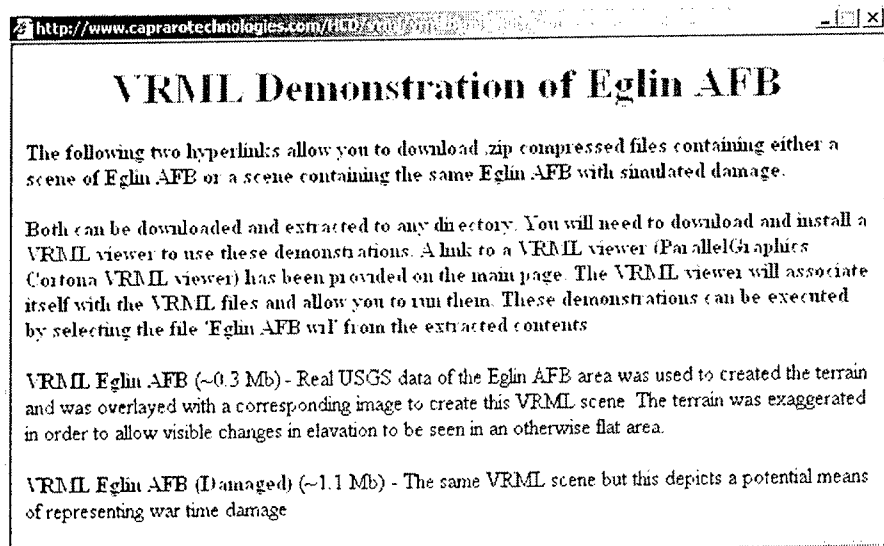 http://www.caprarotechnologies.com/HCD/
VRML Demonstration of Eglin AFB
The following two hyperlinks allow you to download .zip compressed files containing either a
scene of Eglin AFB or a scene containing the same Eglin AFB with simulated damage.
Both can be downloaded and extracted to any directory. You will need to download and install a
VRML viewer to use these demonstrations. A link to a VRML viewer (ParallelGraphics
Cortona VRML viewer) has been provided on the main page. The VRML viewer will associate
itself with the VRML files and allow you to run them. These demonstrations can be executed
by selecting the file 'Eglin AFB.wrl' from the extracted contents
VRML Eglin AFB (~0.3 Mb) - Real USGS data of the Eglin AFB area was used to created the terrain
and was overlayed with a corresponding image to create this VRML scene. The terrain was exaggerated
in order to allow visible changes in elavation to be seen in an otherwise flat area.
VRML Eglin AFB (Damaged) (~1.1 Mb) - The same VRML scene but this depicts a potential means
of representing war time damage